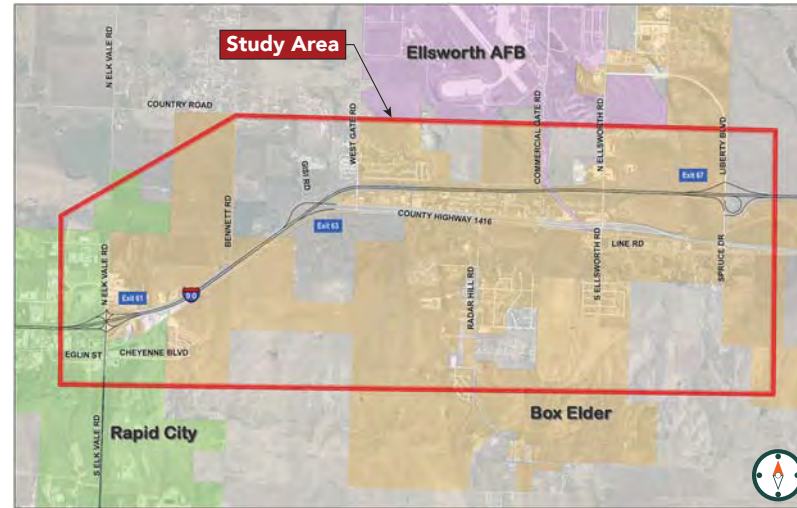 Study Area
Ellsworth AFB
N ELK VALE RD
COUNTRY ROAD
WEST GATE RD
COMMERCIAL GATE RD
N ELLSWORTH RD
LIBERTY BLVD
GISI RD
Exit 67
BENNETT RD
COUNTY HIGHWAY 1416
Exit 63
LINE RD
N ELK VALE RD
S ELLSWORTH RD
SPRUCE DR
RADAR HILL RD
Exit 61
90
EGLIN ST
CHEYENNE BLVD
Box Elder
Rapid City
S ELK VALE RD